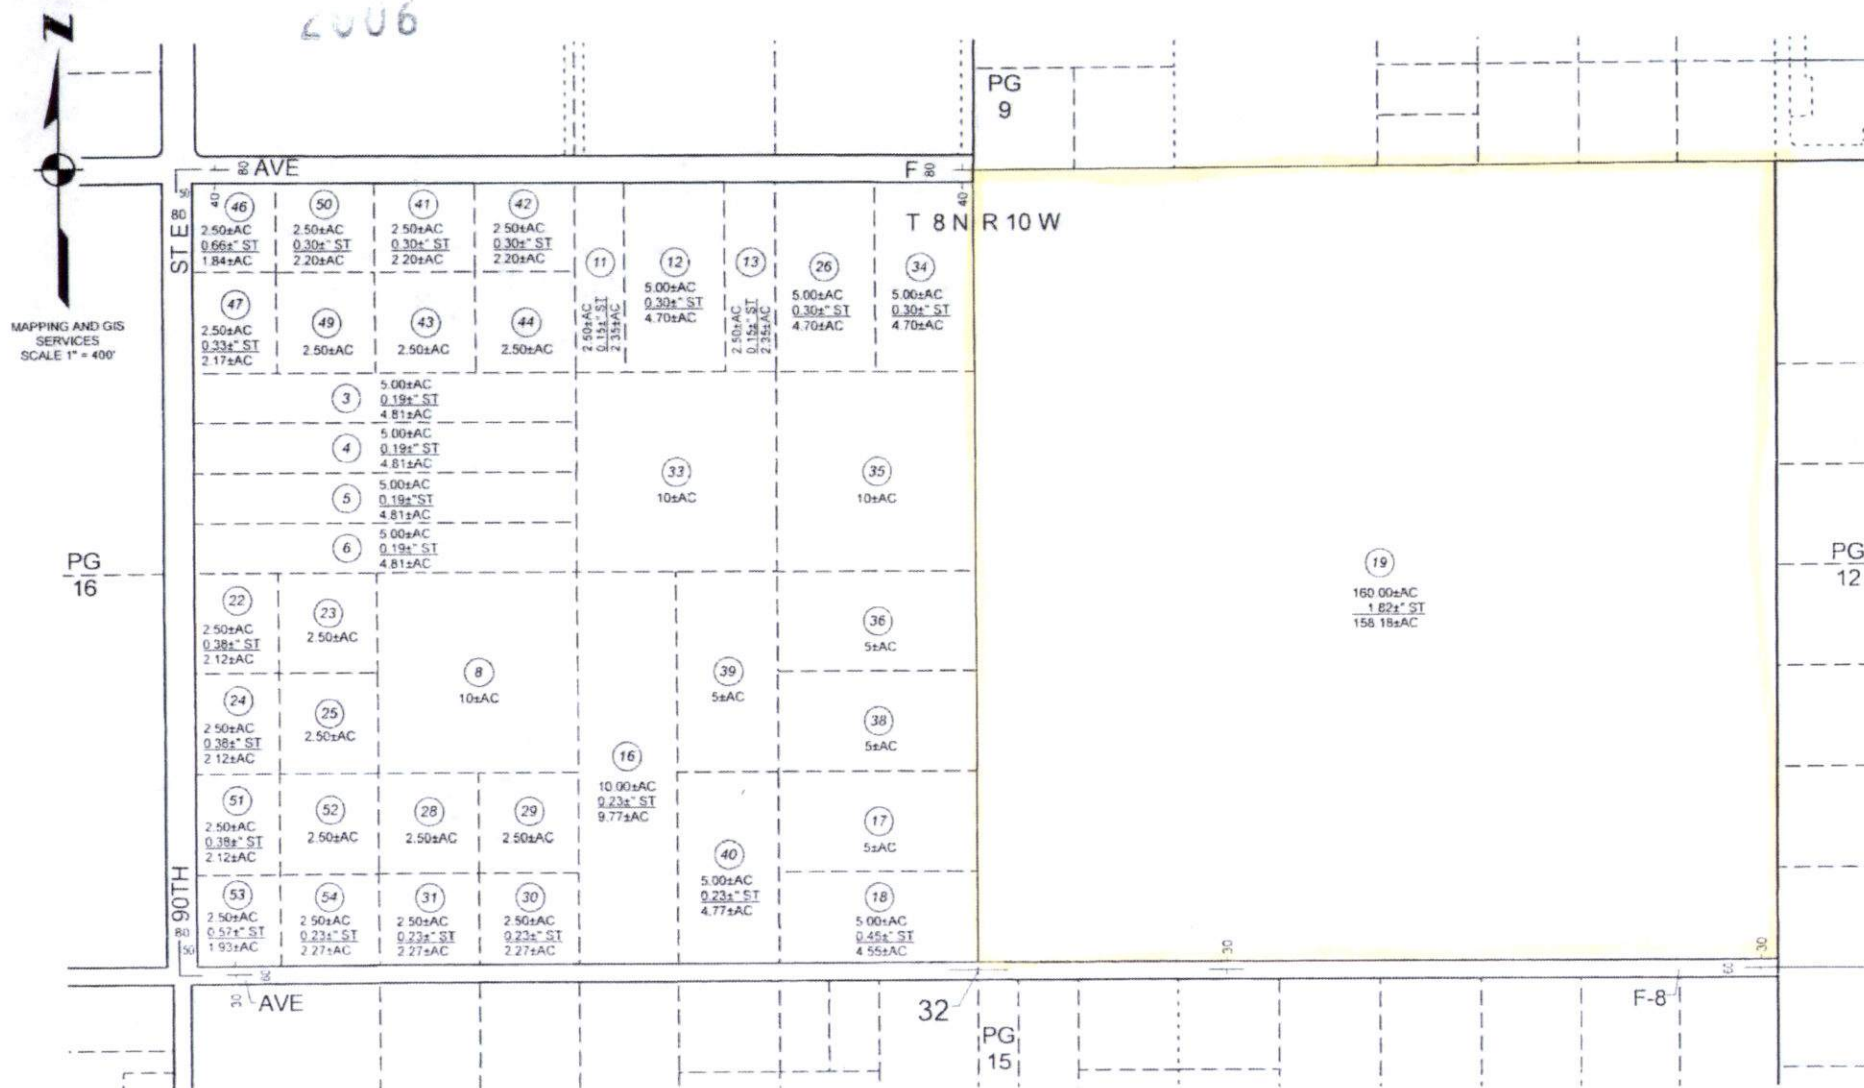 2006
N
MAPPING AND GIS
SERVICES
SCALE 1" = 400'
PG
9
80 AVE
F 80
T 8 N R 10 W
50
80
ST E
40
40
46
2.50±AC
0.66±" ST
1.84±AC
50
2.50±AC
0.30±" ST
2.20±AC
41
2.50±AC
0.30±" ST
2.20±AC
42
2.50±AC
0.30±" ST
2.20±AC
11
2.50±AC
0.15±" ST
2.35±AC
12
5.00±AC
0.30±" ST
4.70±AC
13
2.50±AC
0.15±" ST
2.35±AC
26
5.00±AC
0.30±" ST
4.70±AC
34
5.00±AC
0.30±" ST
4.70±AC
47
2.50±AC
0.33±" ST
2.17±AC
49
2.50±AC
43
2.50±AC
44
2.50±AC
3
5.00±AC
0.19±" ST
4.81±AC
4
5.00±AC
0.19±" ST
4.81±AC
5
5.00±AC
0.19±"ST
4.81±AC
6
5.00±AC
0.19±" ST
4.81±AC
33
10±AC
35
10±AC
PG
16
19
160.00±AC
1.82±" ST
158.18±AC
PG
12
22
2.50±AC
0.38±" ST
2.12±AC
23
2.50±AC
8
10±AC
39
5±AC
36
5±AC
24
2.50±AC
0.38±" ST
2.12±AC
25
2.50±AC
38
5±AC
16
10.00±AC
0.23±" ST
9.77±AC
51
2.50±AC
0.38±" ST
2.12±AC
52
2.50±AC
28
2.50±AC
29
2.50±AC
40
5.00±AC
0.23±" ST
4.77±AC
17
5±AC
90TH
80
50
53
2.50±AC
0.57±" ST
1.93±AC
54
2.50±AC
0.23±" ST
2.27±AC
31
2.50±AC
0.23±" ST
2.27±AC
30
2.50±AC
0.23±" ST
2.27±AC
18
5.00±AC
0.45±" ST
4.55±AC
30
30
60
60
30 AVE
32
F-8
PG
15